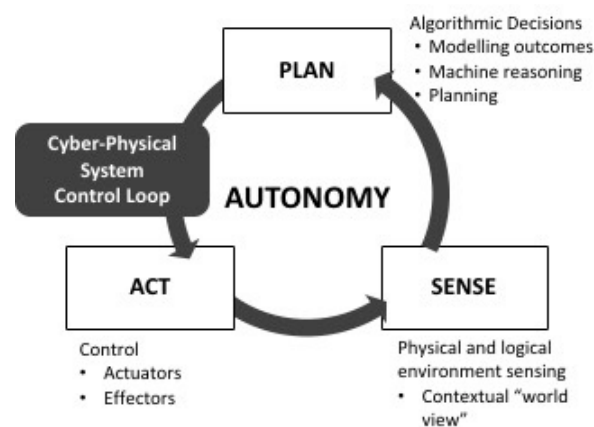 Algorithmic Decisions
• Modelling outcomes
• Machine reasoning
• Planning
PLAN
Cyber-Physical
System
Control Loop
AUTONOMY
ACT
SENSE
Control
• Actuators
• Effectors
Physical and logical
environment sensing
• Contextual “world
view”